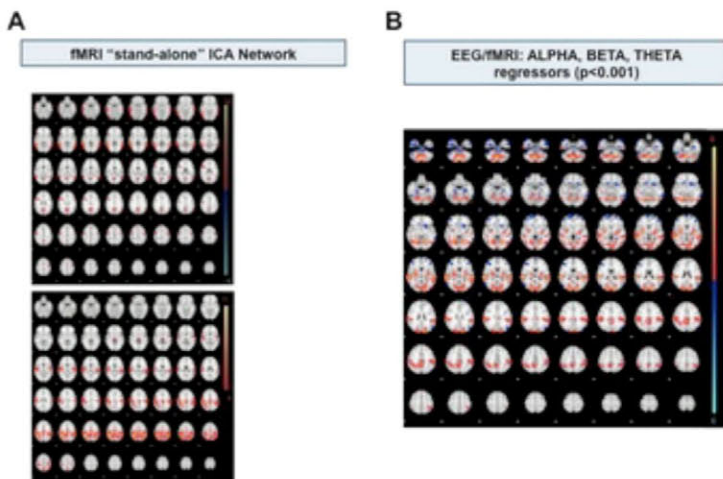 A
fMRI “stand-alone” ICA Network
B
EEG/fMRI: ALPHA, BETA, THETA
regressors (p<0.001)